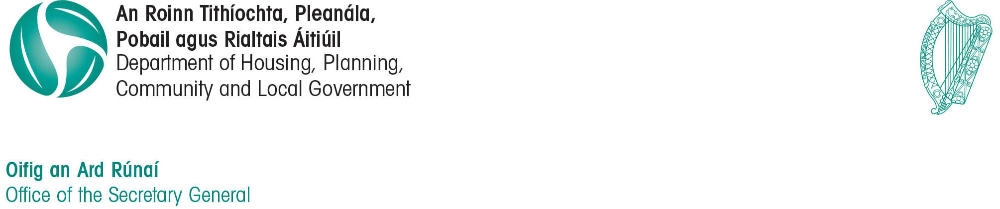 An Roinn Tithíochta, Pleanála,
Pobail agus Rialtais Áitiúil
Department of Housing, Planning,
Community and Local Government
Oifig an Ard Rúnaí
Office of the Secretary General